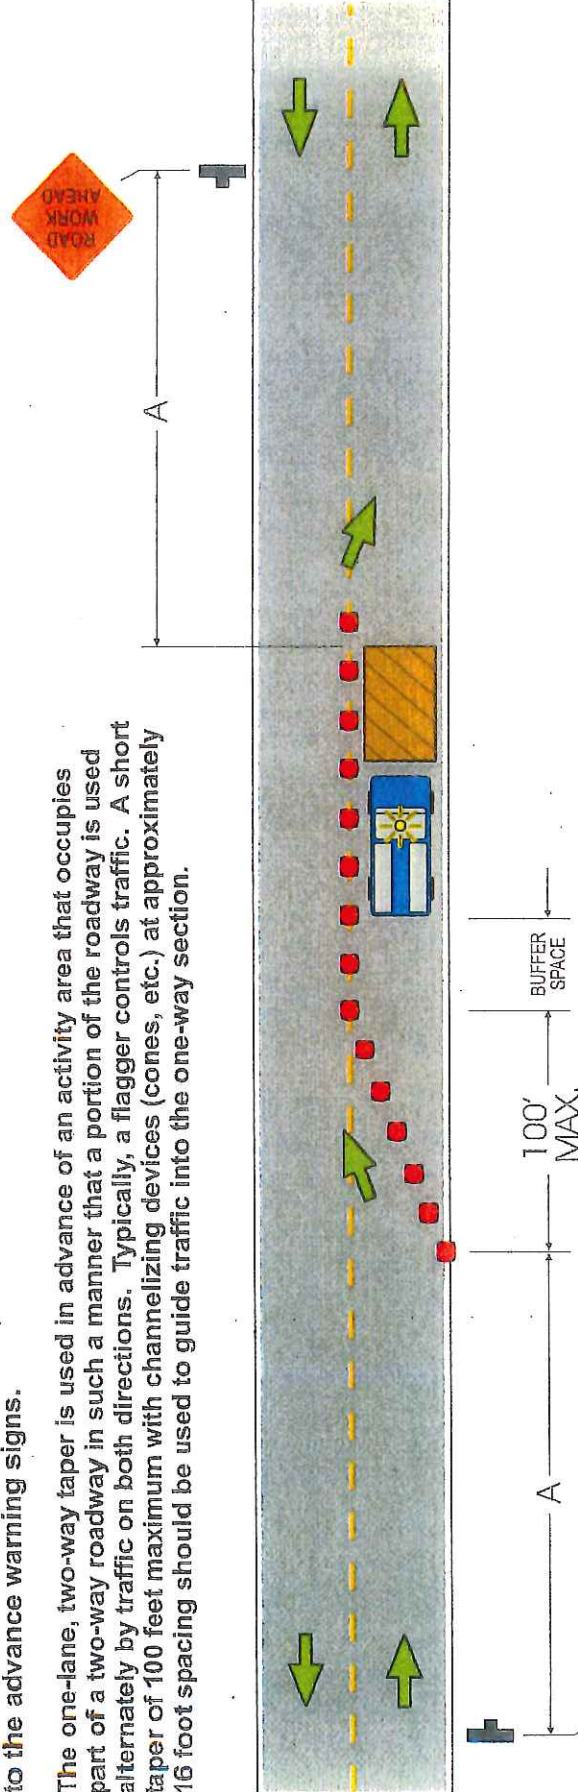 to the advance warning signs.
The one-lane, two-way taper is used in advance of an activity area that occupies
part of a two-way roadway in such a manner that a portion of the roadway is used
alternately by traffic on both directions. Typically, a flagger controls traffic. A short
taper of 100 feet maximum with channelizing devices (cones, etc.) at approximately
16 foot spacing should be used to guide traffic into the one-way section.
ROAD
WORK
AHEAD
A
BUFFER
SPACE
100'
MAX.
A